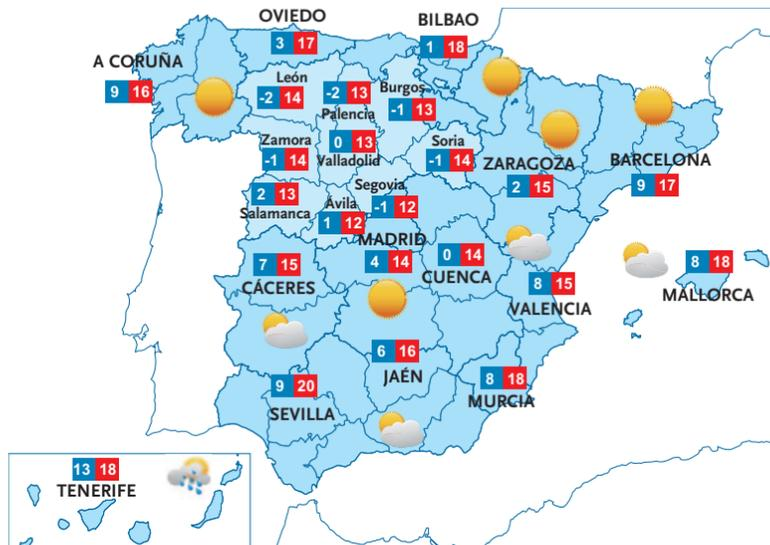 OVIEDO
3 17
BILBAO
1 18
A CORUÑA
9 16
León
-2 14
-2 13
Palencia
Burgos
-1 13
Zamora
-1 14
0 13
Valladolid
Soria
-1 14
ZARAGOZA
2 15
BARCELONA
9 17
2 13
Salamanca
Ávila
1 12
Segovia
-1 12
MADRID
4 14
0 14
CUENCA
7 15
CÁCERES
8 15
VALENCIA
8 18
MALLORCA
6 16
JAÉN
9 20
SEVILLA
8 18
MURCIA
13 18
TENERIFE